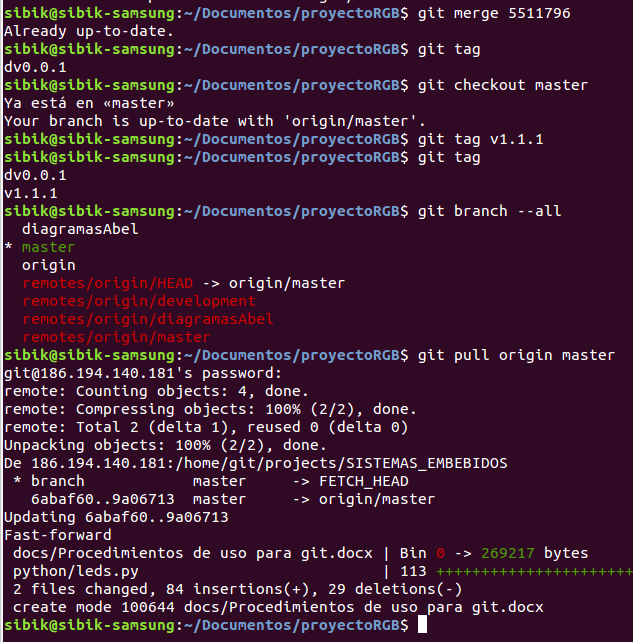 sibik@sibik-samsung:~/Documentos/proyectoRGB$ git merge 5511796
Already up-to-date.
sibik@sibik-samsung:~/Documentos/proyectoRGB$ git tag
dv0.0.1
sibik@sibik-samsung:~/Documentos/proyectoRGB$ git checkout master
Ya está en «master»
Your branch is up-to-date with 'origin/master'.
sibik@sibik-samsung:~/Documentos/proyectoRGB$ git tag v1.1.1
sibik@sibik-samsung:~/Documentos/proyectoRGB$ git tag
dv0.0.1
v1.1.1
sibik@sibik-samsung:~/Documentos/proyectoRGB$ git branch --all
  diagramasAbel
* master
  origin
  remotes/origin/HEAD -> origin/master
  remotes/origin/development
  remotes/origin/diagramasAbel
  remotes/origin/master
sibik@sibik-samsung:~/Documentos/proyectoRGB$ git pull origin master
git@186.194.140.181's password:
remote: Counting objects: 4, done.
remote: Compressing objects: 100% (2/2), done.
remote: Total 2 (delta 1), reused 0 (delta 0)
Unpacking objects: 100% (2/2), done.
De 186.194.140.181:/home/git/projects/SISTEMAS_EMBEBIDOS
 * branch            master     -> FETCH_HEAD
   6abaf60..9a06713  master     -> origin/master
Updating 6abaf60..9a06713
Fast-forward
 docs/Procedimientos de uso para git.docx | Bin 0 -> 269217 bytes
 python/leds.py                           | 113 ++++++++++++++++++++++
 2 files changed, 84 insertions(+), 29 deletions(-)
 create mode 100644 docs/Procedimientos de uso para git.docx
sibik@sibik-samsung:~/Documentos/proyectoRGB$